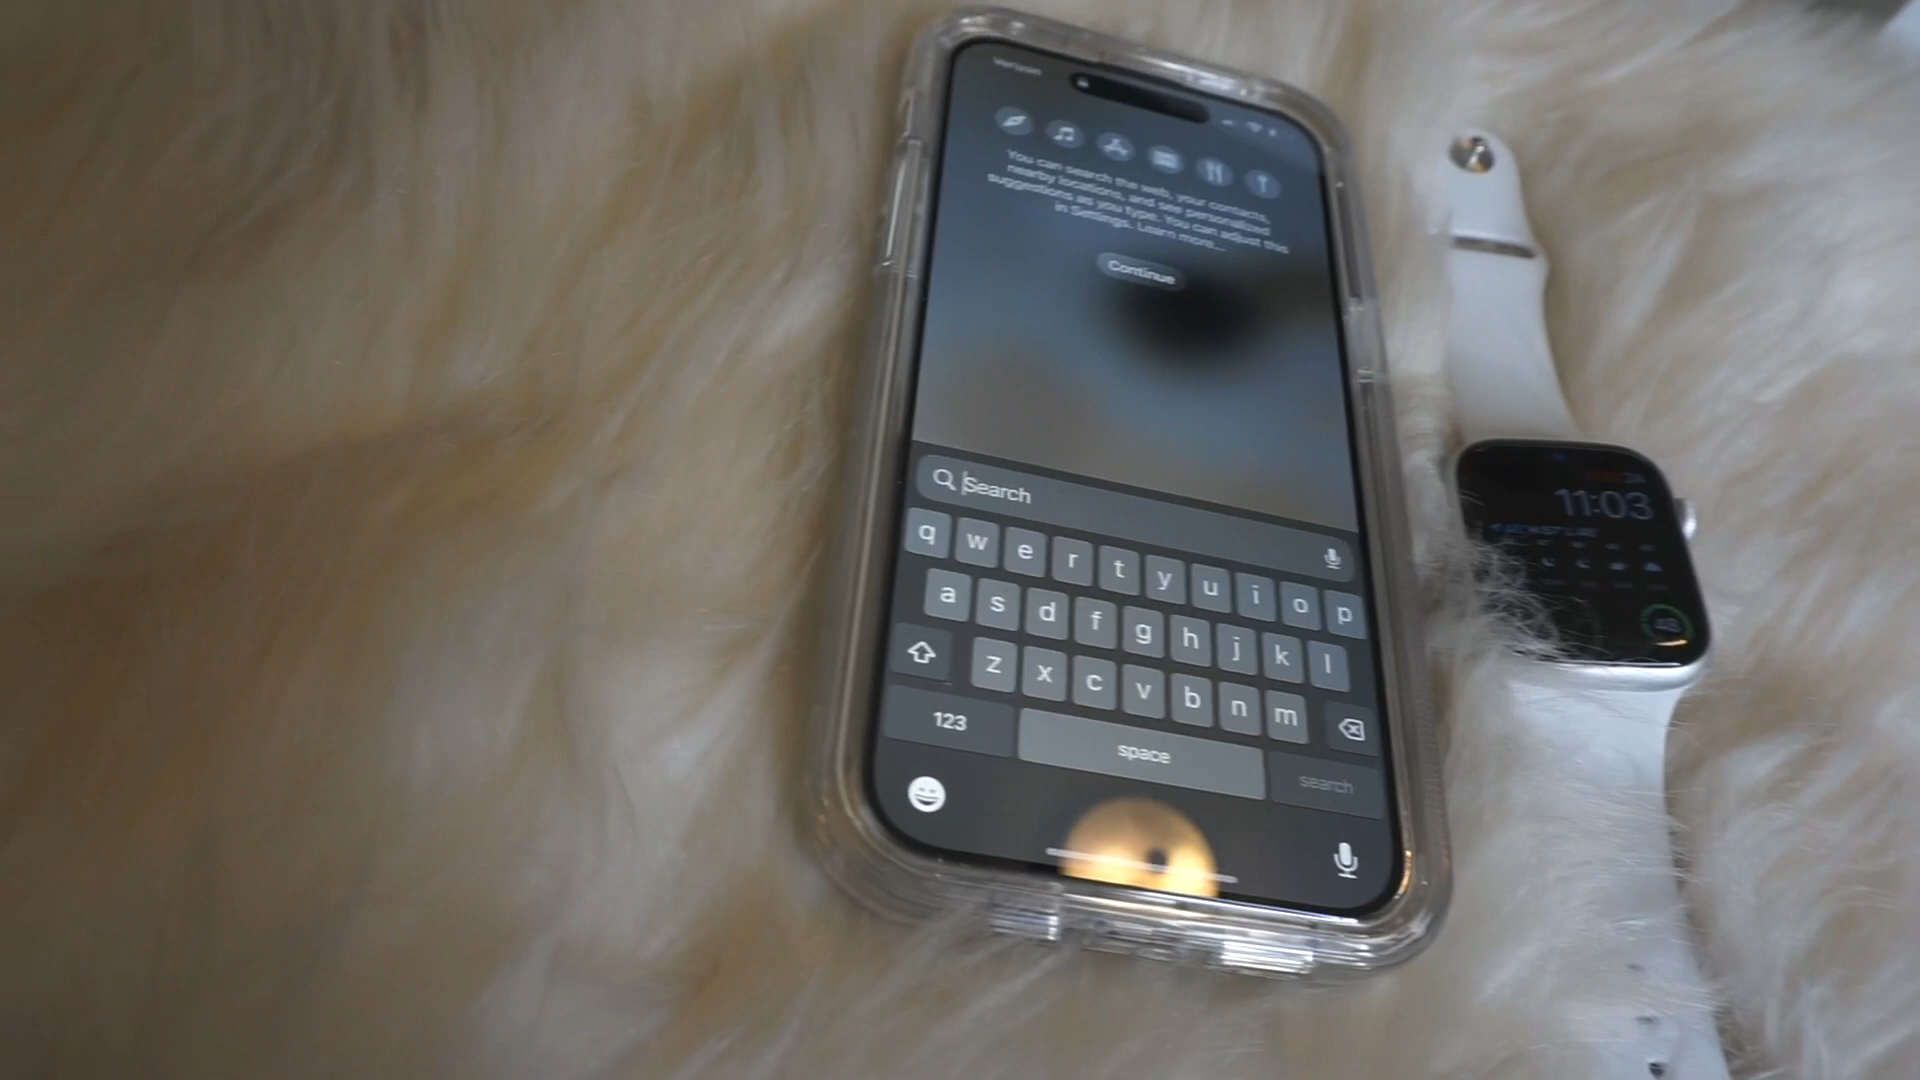 Verizon
You can search the web, your contacts,
nearby locations, and see personalized
suggestions as you type. You can adjust this
in Settings. Learn more...
Continue
Search
q w e r t y u i o p
a s d f g h j k l
z x c v b n m
123 space search
11:03